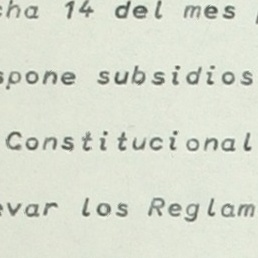 cha 14 del mes
spone subsidios
Constitucional
evar los Reglam